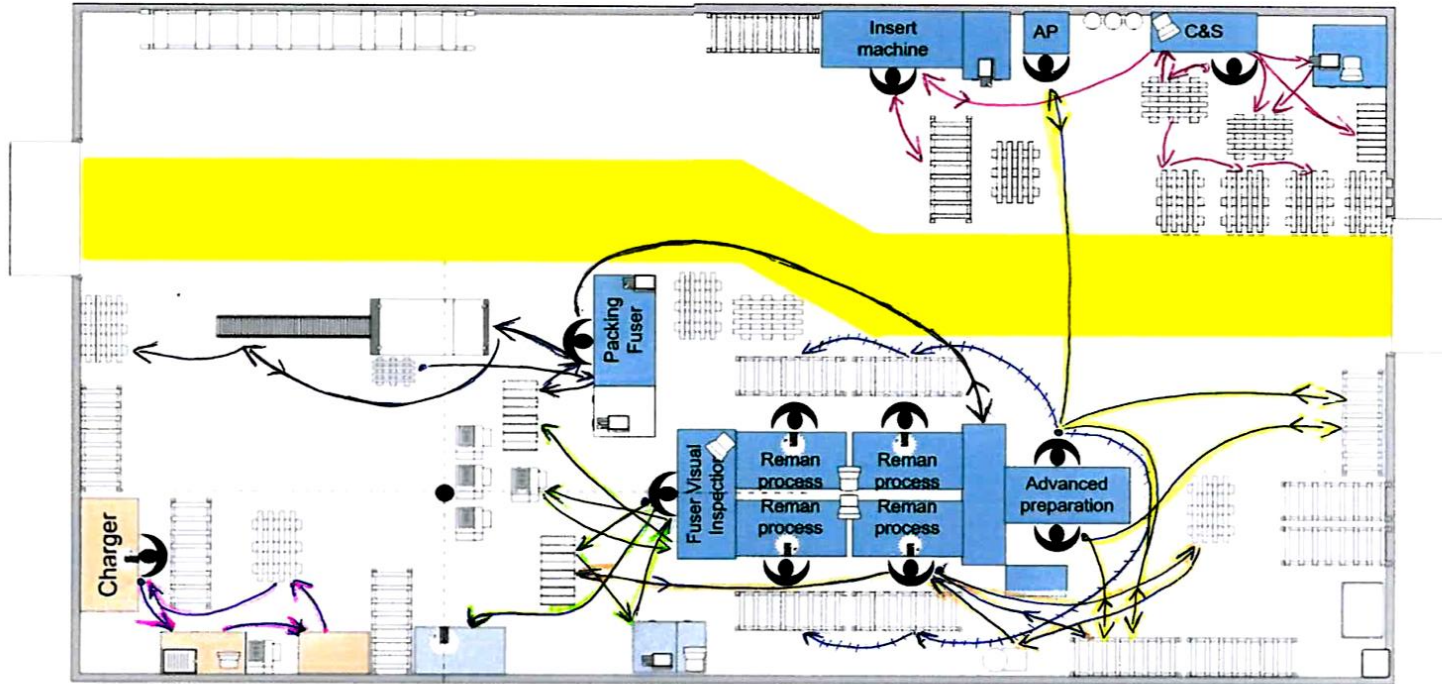 Insert
machine
AP
C&S
Packing
Fuser
Fuser Visual
Inspection
Reman
process
Reman
process
Reman
process
Reman
process
Advanced
preparation
Charger